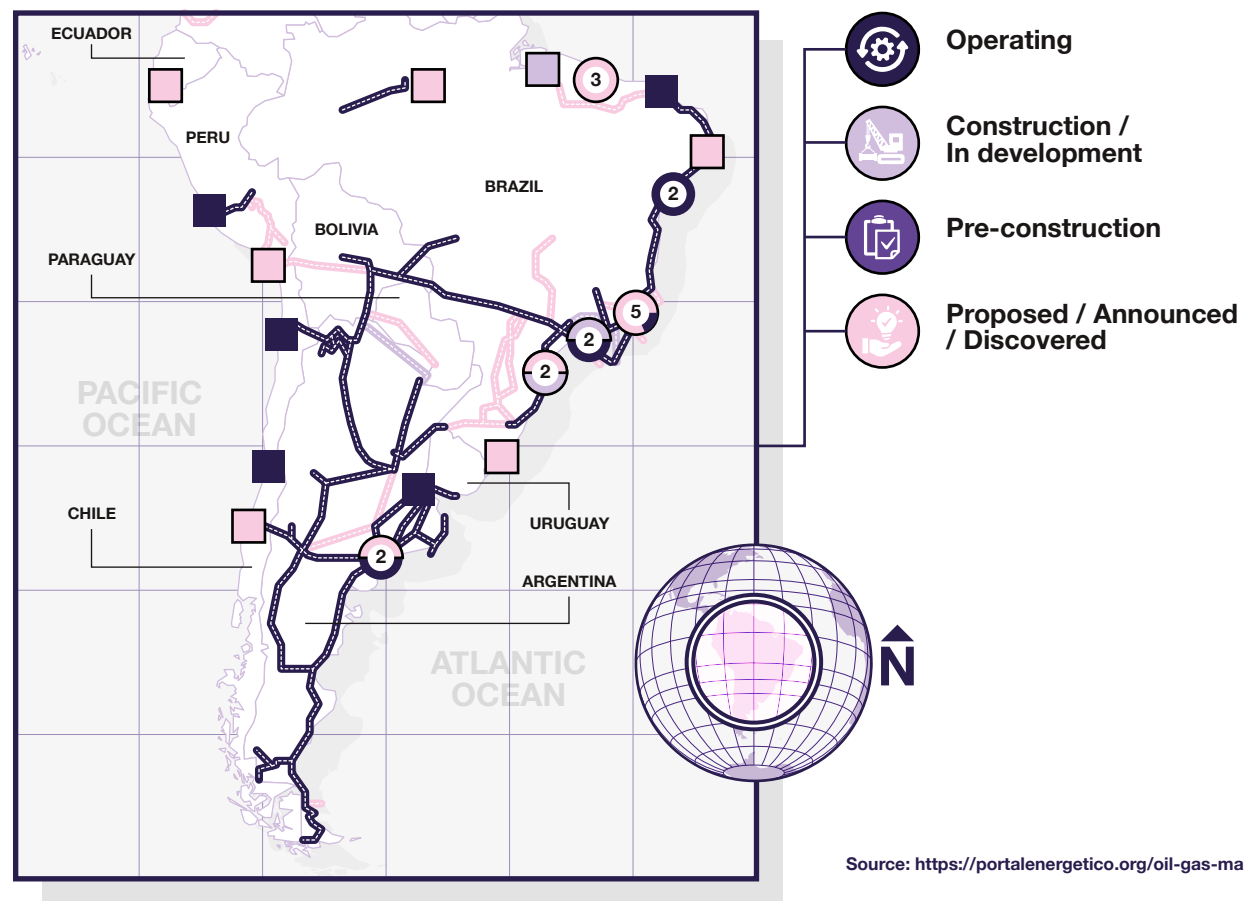 ECUADOR
PERU
BRAZIL
BOLIVIA
PARAGUAY
PACIFIC
OCEAN
CHILE
URUGUAY
ARGENTINA
ATLANTIC
OCEAN
3
2
5
2
2
2
Operating
Construction /
In development
Pre-construction
Proposed / Announced
/ Discovered
N
Source: https://portalenergetico.org/oil-gas-ma